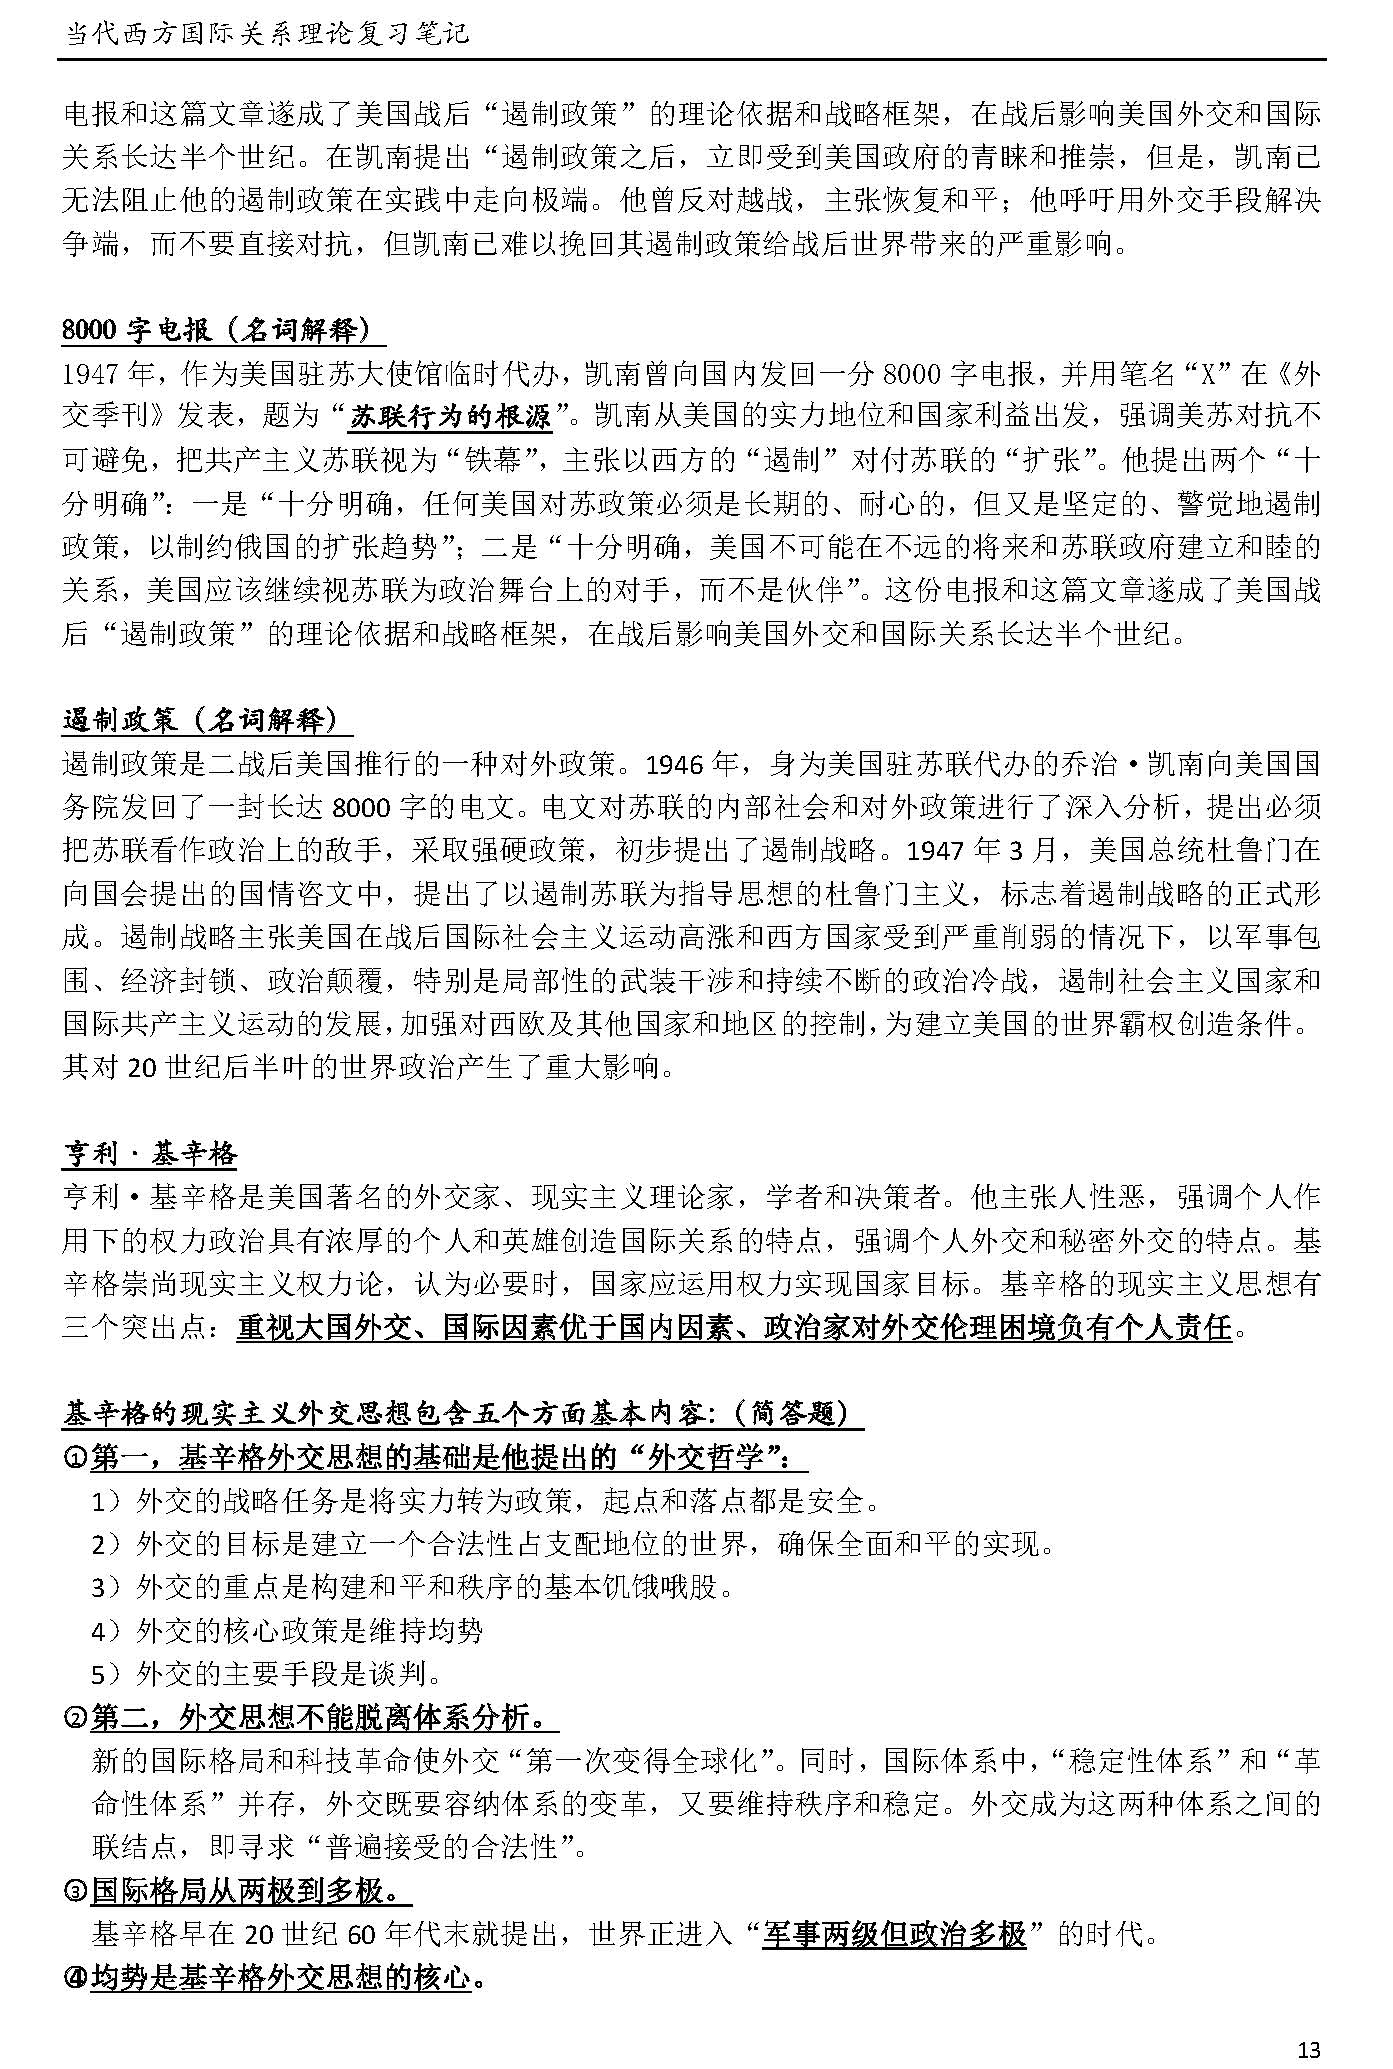 当代西方国际关系理论复习笔记
电报和这篇文章遂成了美国战后“遏制政策”的理论依据和战略框架，在战后影响美国外交和国际
关系长达半个世纪。在凯南提出“遏制政策之后，立即受到美国政府的青睐和推崇，但是，凯南已
无法阻止他的遏制政策在实践中走向极端。他曾反对越战，主张恢复和平；他呼吁用外交手段解决
争端，而不要直接对抗，但凯南已难以挽回其遏制政策给战后世界带来的严重影响。
8000 字电报（名词解释）
1947 年，作为美国驻苏大使馆临时代办，凯南曾向国内发回一分 8000 字电报，并用笔名“X”在《外
交季刊》发表，题为“苏联行为的根源”。凯南从美国的实力地位和国家利益出发，强调美苏对抗不
可避免，把共产主义苏联视为“铁幕”，主张以西方的“遏制”对付苏联的“扩张”。他提出两个“十
分明确”：一是“十分明确，任何美国对苏政策必须是长期的、耐心的，但又是坚定的、警觉地遏制
政策，以制约俄国的扩张趋势”；二是“十分明确，美国不可能在不远的将来和苏联政府建立和睦的
关系，美国应该继续视苏联为政治舞台上的对手，而不是伙伴”。这份电报和这篇文章遂成了美国战
后“遏制政策”的理论依据和战略框架，在战后影响美国外交和国际关系长达半个世纪。
遏制政策（名词解释）
遏制政策是二战后美国推行的一种对外政策。1946 年，身为美国驻苏联代办的乔治·凯南向美国国
务院发回了一封长达 8000 字的电文。电文对苏联的内部社会和对外政策进行了深入分析，提出必须
把苏联看作政治上的敌手，采取强硬政策，初步提出了遏制战略。1947 年 3 月，美国总统杜鲁门在
向国会提出的国情咨文中，提出了以遏制苏联为指导思想的杜鲁门主义，标志着遏制战略的正式形
成。遏制战略主张美国在战后国际社会主义运动高涨和西方国家受到严重削弱的情况下，以军事包
围、经济封锁、政治颠覆，特别是局部性的武装干涉和持续不断的政治冷战，遏制社会主义国家和
国际共产主义运动的发展，加强对西欧及其他国家和地区的控制，为建立美国的世界霸权创造条件。
其对 20 世纪后半叶的世界政治产生了重大影响。
亨利·基辛格
亨利·基辛格是美国著名的外交家、现实主义理论家，学者和决策者。他主张人性恶，强调个人作
用下的权力政治具有浓厚的个人和英雄创造国际关系的特点，强调个人外交和秘密外交的特点。基
辛格崇尚现实主义权力论，认为必要时，国家应运用权力实现国家目标。基辛格的现实主义思想有
三个突出点：重视大国外交、国际因素优于国内因素、政治家对外交伦理困境负有个人责任。
基辛格的现实主义外交思想包含五个方面基本内容：（简答题）
①第一，基辛格外交思想的基础是他提出的“外交哲学”：
1）外交的战略任务是将实力转为政策，起点和落点都是安全。
2）外交的目标是建立一个合法性占支配地位的世界，确保全面和平的实现。
3）外交的重点是构建和平和秩序的基本饥饿哦股。
4）外交的核心政策是维持均势
5）外交的主要手段是谈判。
②第二，外交思想不能脱离体系分析。
新的国际格局和科技革命使外交“第一次变得全球化”。同时，国际体系中，“稳定性体系”和“革
命性体系”并存，外交既要容纳体系的变革，又要维持秩序和稳定。外交成为这两种体系之间的
联结点，即寻求“普遍接受的合法性”。
③国际格局从两极到多极。
基辛格早在 20 世纪 60 年代末就提出，世界正进入“军事两级但政治多极”的时代。
④均势是基辛格外交思想的核心。
13